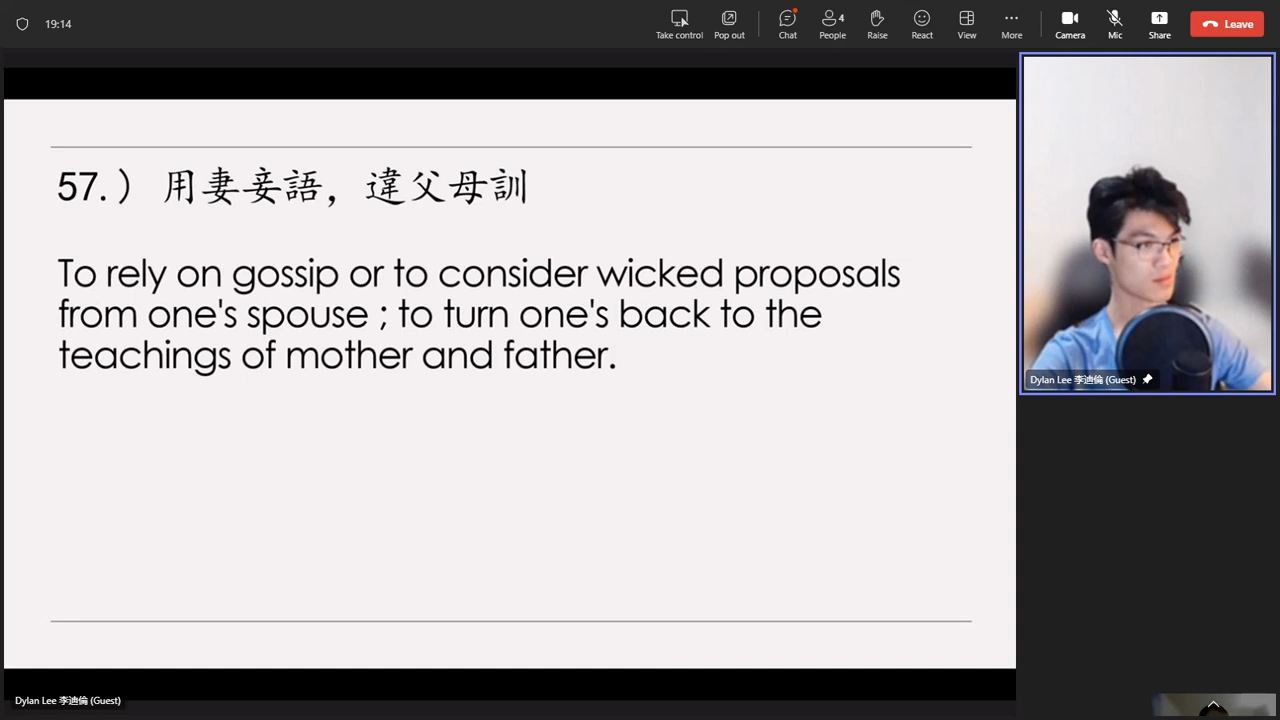 19:14
Take control
Pop out
Chat
4
People
Raise
React
View
More
Camera
Mic
Share
Leave
57.） 用妻妾語，違父母訓
To rely on gossip or to consider wicked proposals
from one's spouse ; to turn one's back to the
teachings of mother and father.
Dylan Lee 李迪倫 (Guest)
Dylan Lee 李迪倫 (Guest)